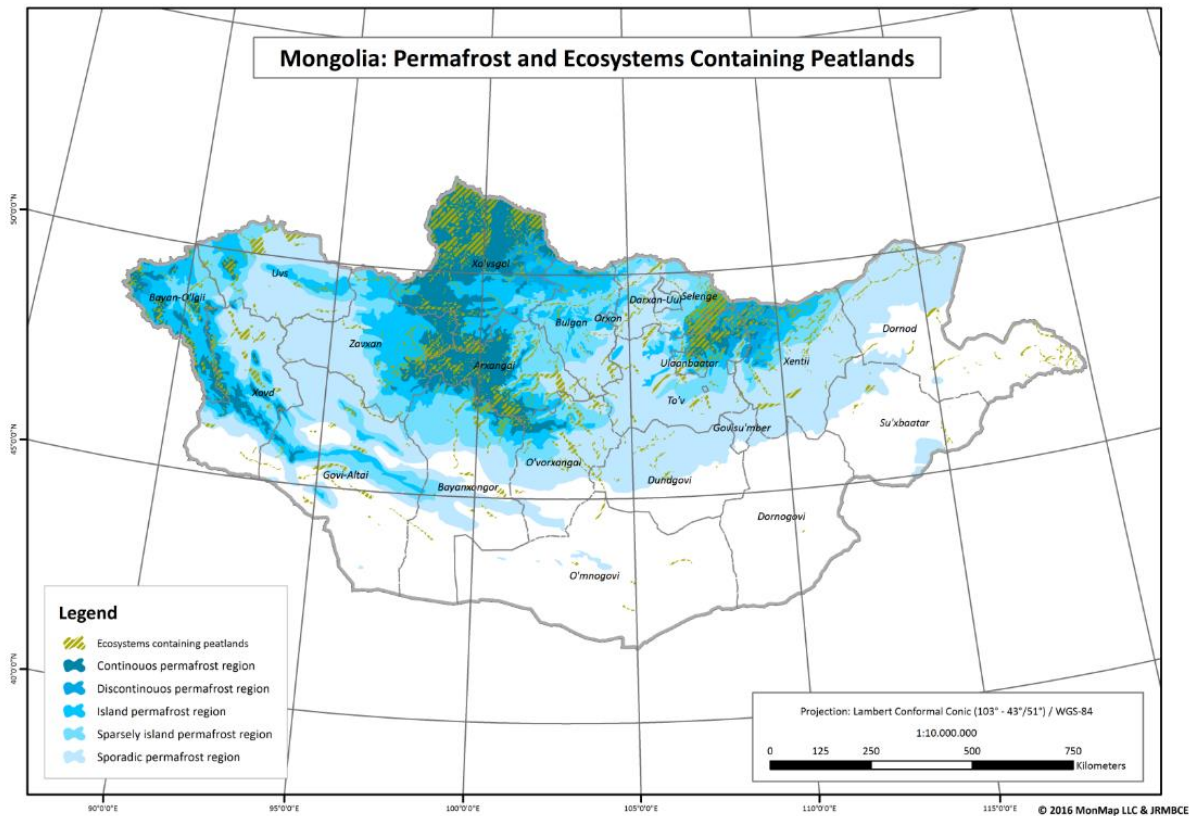 Mongolia: Permafrost and Ecosystems Containing Peatlands
50°0'0"N
45°0'0"N
40°0'0"N
Xo'vsgol
Uvs
Bayan-O'lgii
Darxan-Uul
Selenge
Orxon
Bulgan
Dornod
Zavxan
Arxangai
Ulaanbaatar
Xentii
Xovd
To'v
Su'xbaatar
Govisu'mber
O'vorxangai
Govi-Altai
Bayanxongor
Dundgovi
Dornogovi
O'mnogovi
Legend
Ecosystems containing peatlands
Continouos permafrost region
Discontinous permafrost region
Island permafrost region
Sparsely island permafrost region
Sporadic permafrost region
Projection: Lambert Conformal Conic (103° - 43°/51°) / WGS-84
1:10.000.000
0 125 250 500 750
Kilometers
90°0'0"E 95°0'0"E 100°0'0"E 105°0'0"E 110°0'0"E 115°0'0"E
© 2016 MonMap LLC & JRMBCE